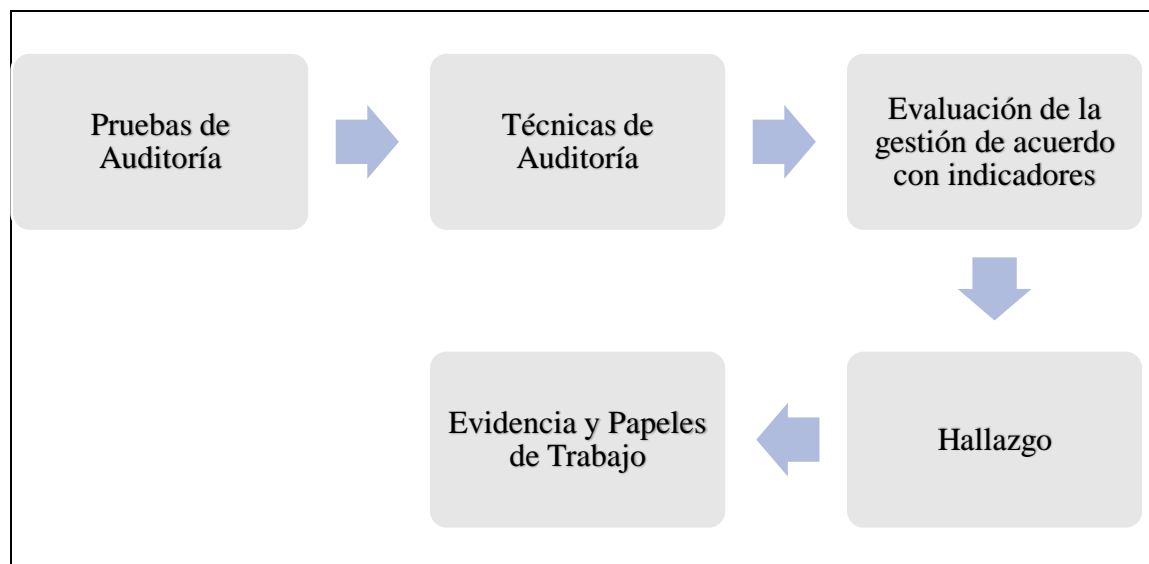 Pruebas de
Auditoría
Técnicas de
Auditoría
Evaluación de la
gestión de acuerdo
con indicadores
Hallazgo
Evidencia y Papeles
de Trabajo